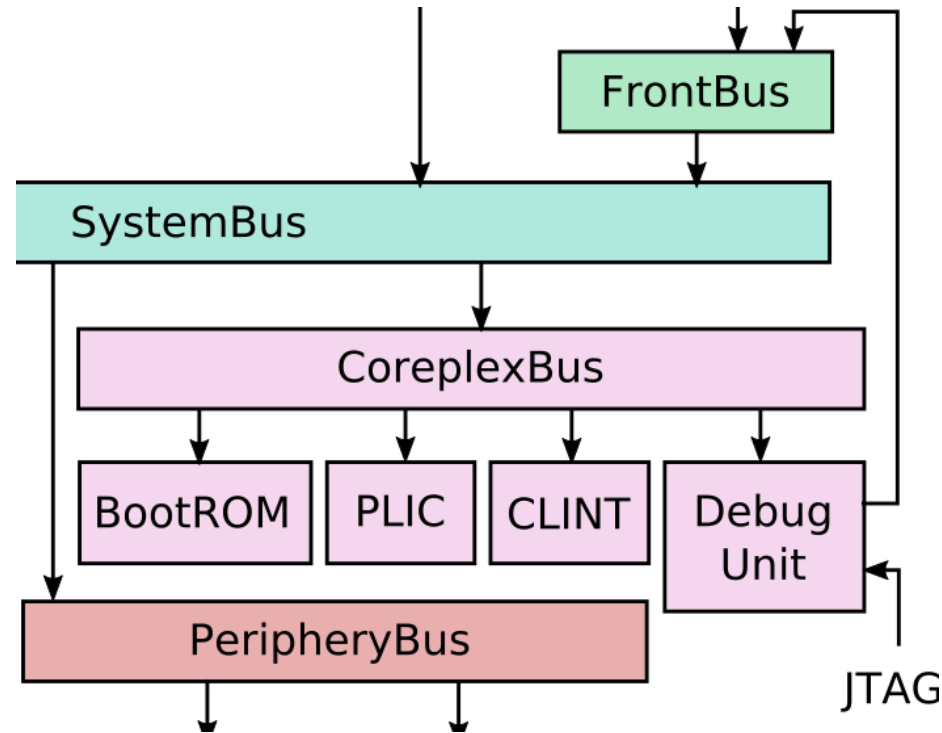 FrontBus
SystemBus
CoreplexBus
BootROM
PLIC
CLINT
Debug
Unit
PeripheryBus
JTAG